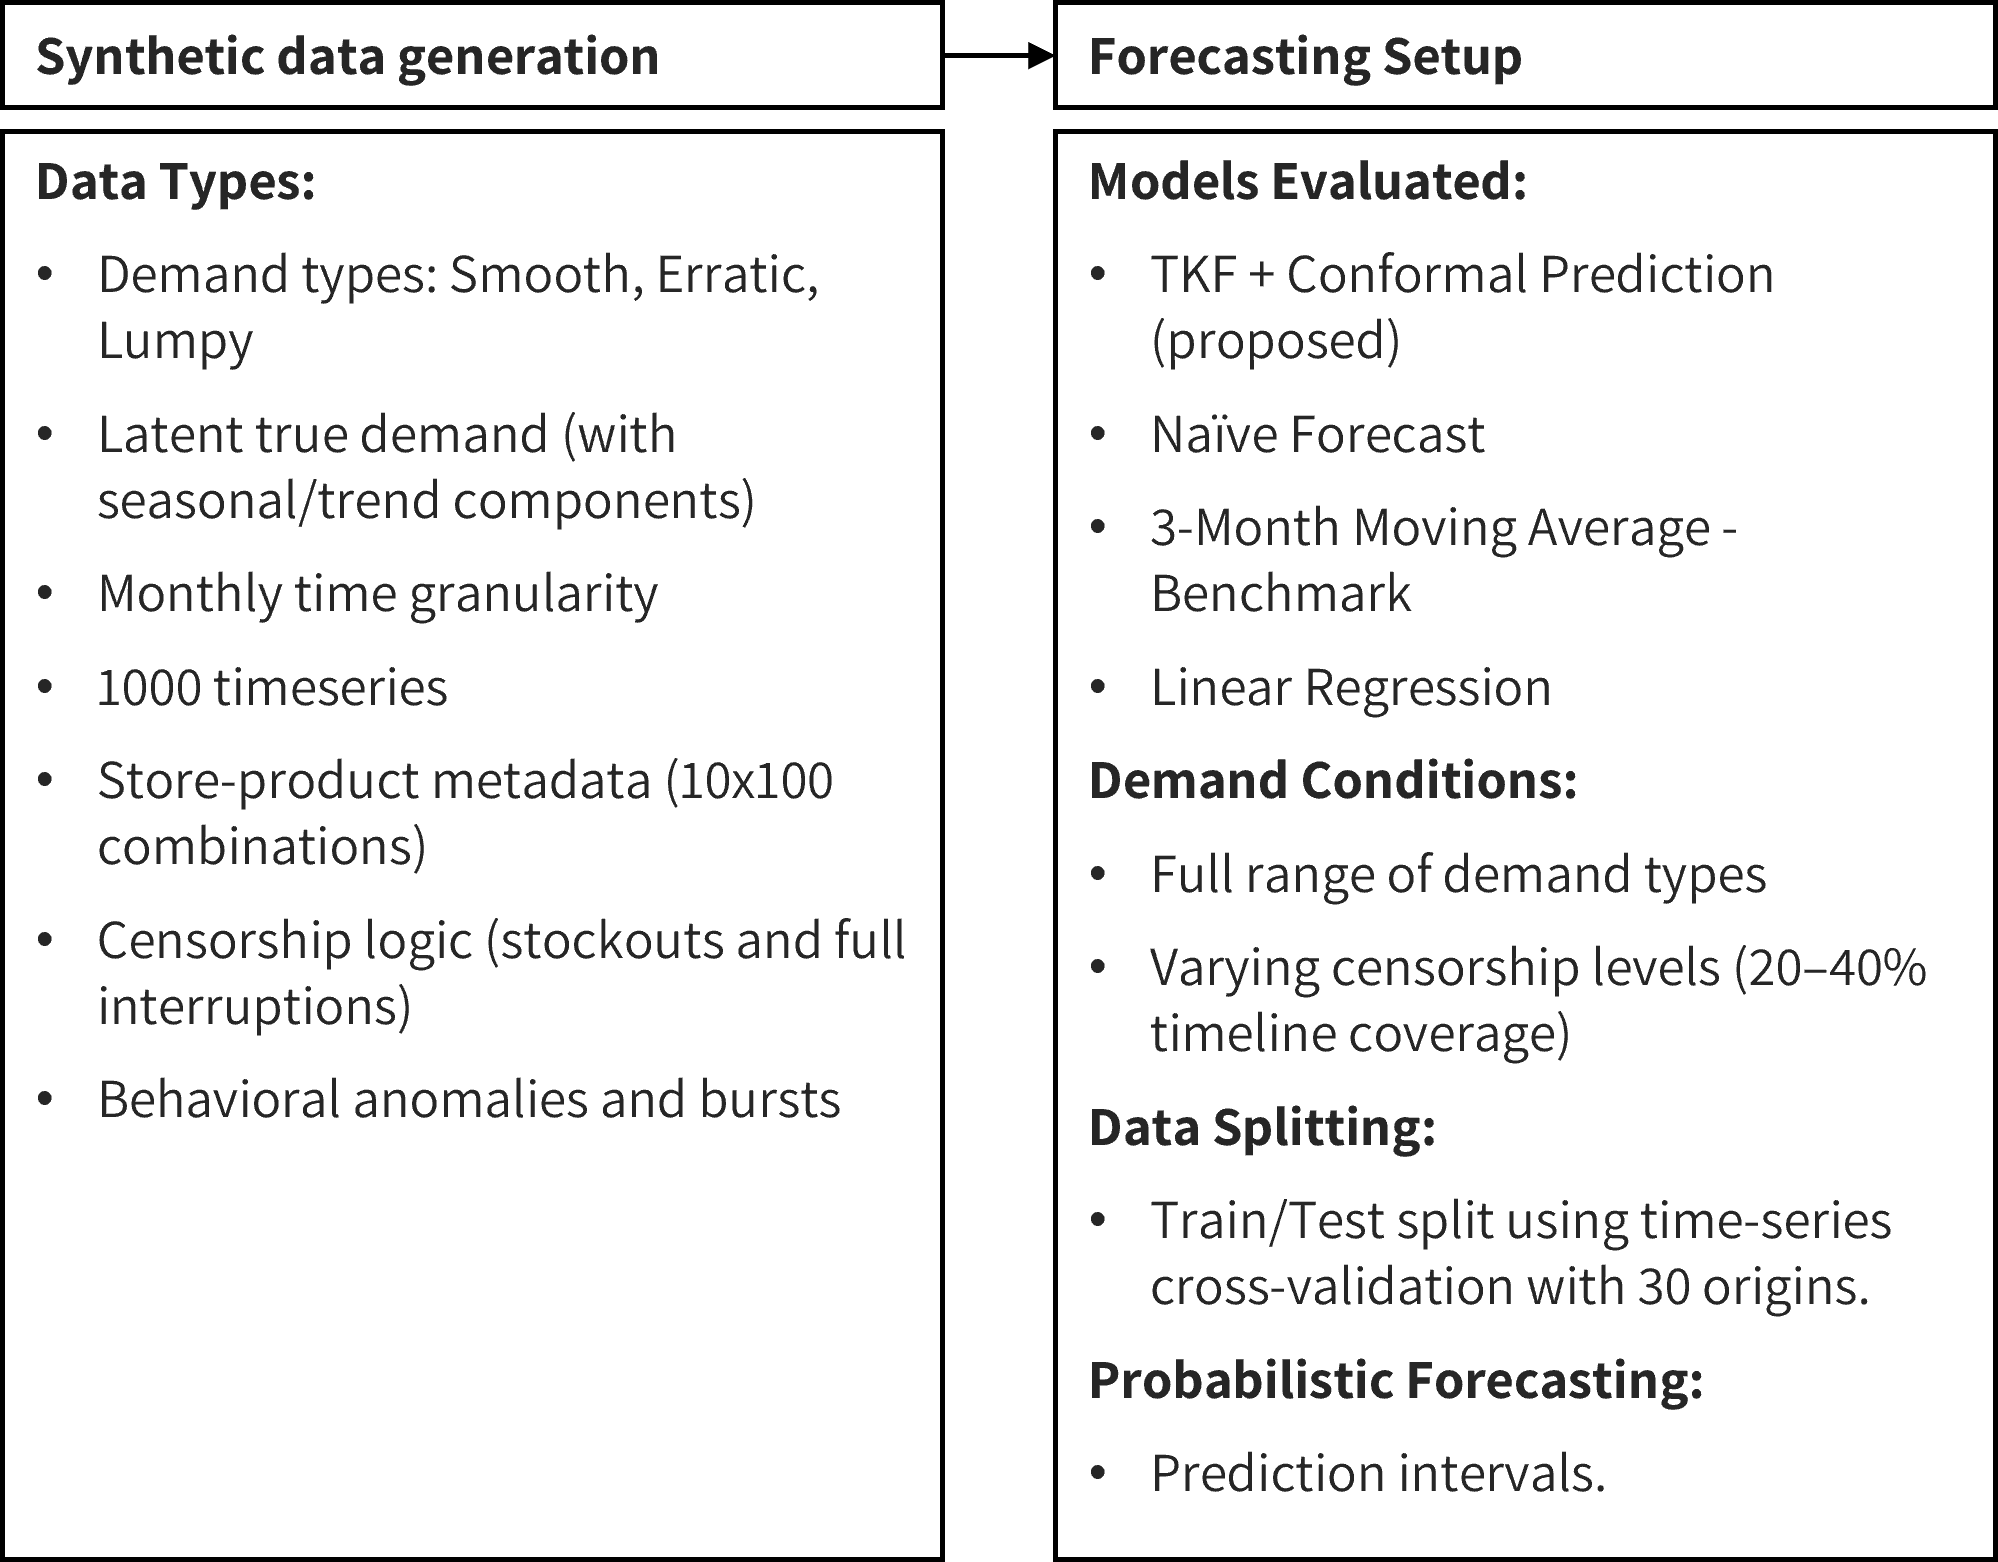 Synthetic data generation
Data Types:
• Demand types: Smooth, Erratic,
Lumpy
• Latent true demand (with
seasonal/trend components)
• Monthly time granularity
• 1000 timeseries
• Store-product metadata (10x100
combinations)
• Censorship logic (stockouts and full
interruptions)
• Behavioral anomalies and bursts
Forecasting Setup
Models Evaluated:
• TKF + Conformal Prediction
(proposed)
• Naïve Forecast
• 3-Month Moving Average -
Benchmark
• Linear Regression
Demand Conditions:
• Full range of demand types
• Varying censorship levels (20–40%
timeline coverage)
Data Splitting:
• Train/Test split using time-series
cross-validation with 30 origins.
Probabilistic Forecasting:
• Prediction intervals.